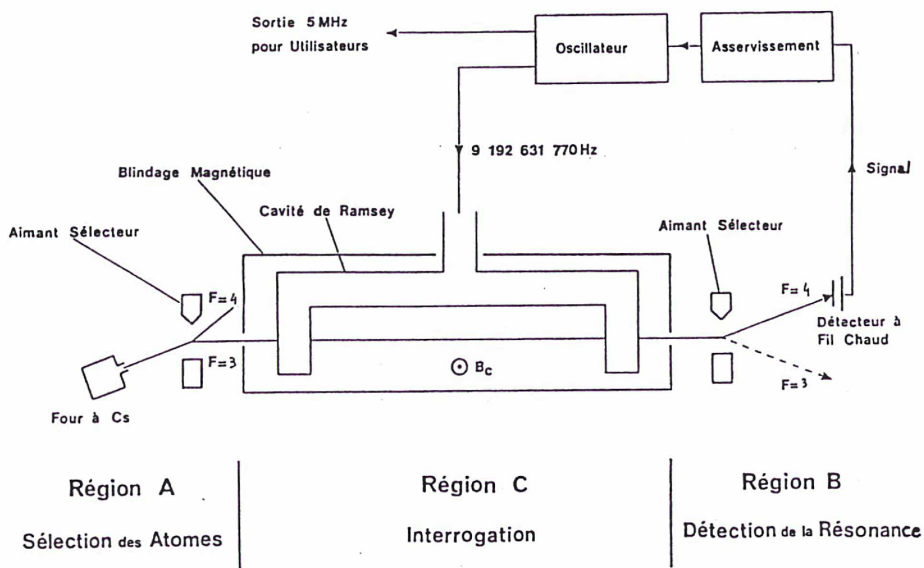 Sortie 5 MHz
pour Utilisateurs
Oscillateur
Asservissement
9 192 631 770 Hz
Signal
Blindage Magnétique
Cavité de Ramsey
Aimant Sélecteur
Aimant Sélecteur
F=4
F=4
Détecteur à
Fil Chaud
F=3
Bc
F=3
Four à Cs
Région A
Région C
Région B
Sélection des Atomes
Interrogation
Détection de la Résonance